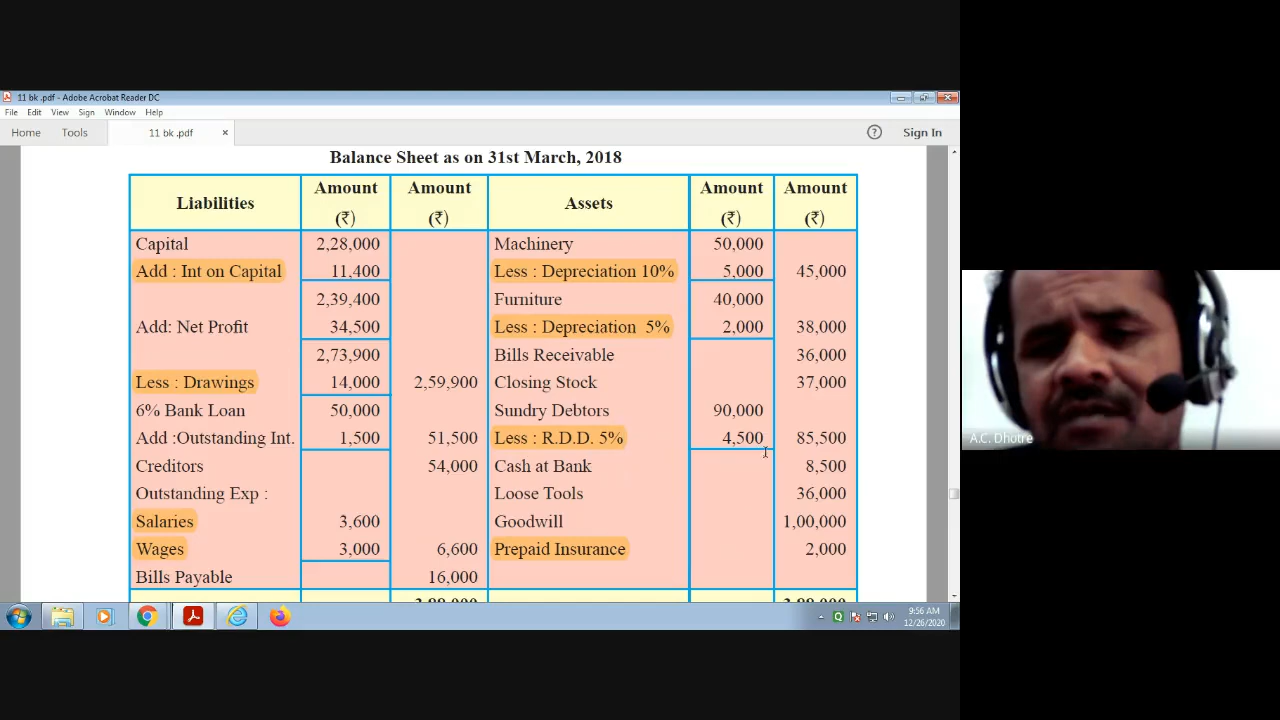 11 bk .pdf - Adobe Acrobat Reader DC
File Edit View Sign Window Help
Home Tools 11 bk .pdf × ? Sign In
Balance Sheet as on 31st March, 2018
Liabilities Amount (₹) Amount (₹) Assets Amount (₹) Amount (₹)
Capital 2,28,000 Machinery 50,000
Add : Int on Capital 11,400 Less : Depreciation 10% 5,000 45,000
2,39,400 Furniture 40,000
Add: Net Profit 34,500 Less : Depreciation 5% 2,000 38,000
2,73,900 Bills Receivable 36,000
Less : Drawings 14,000 2,59,900 Closing Stock 37,000
6% Bank Loan 50,000 Sundry Debtors 90,000
Add :Outstanding Int. 1,500 51,500 Less : R.D.D. 5% 4,500 85,500
Creditors 54,000 Cash at Bank 8,500
Outstanding Exp : Loose Tools 36,000
Salaries 3,600 Goodwill 1,00,000
Wages 3,000 6,600 Prepaid Insurance 2,000
Bills Payable 16,000
A.C. Dhotre
9:56 AM
12/26/2020